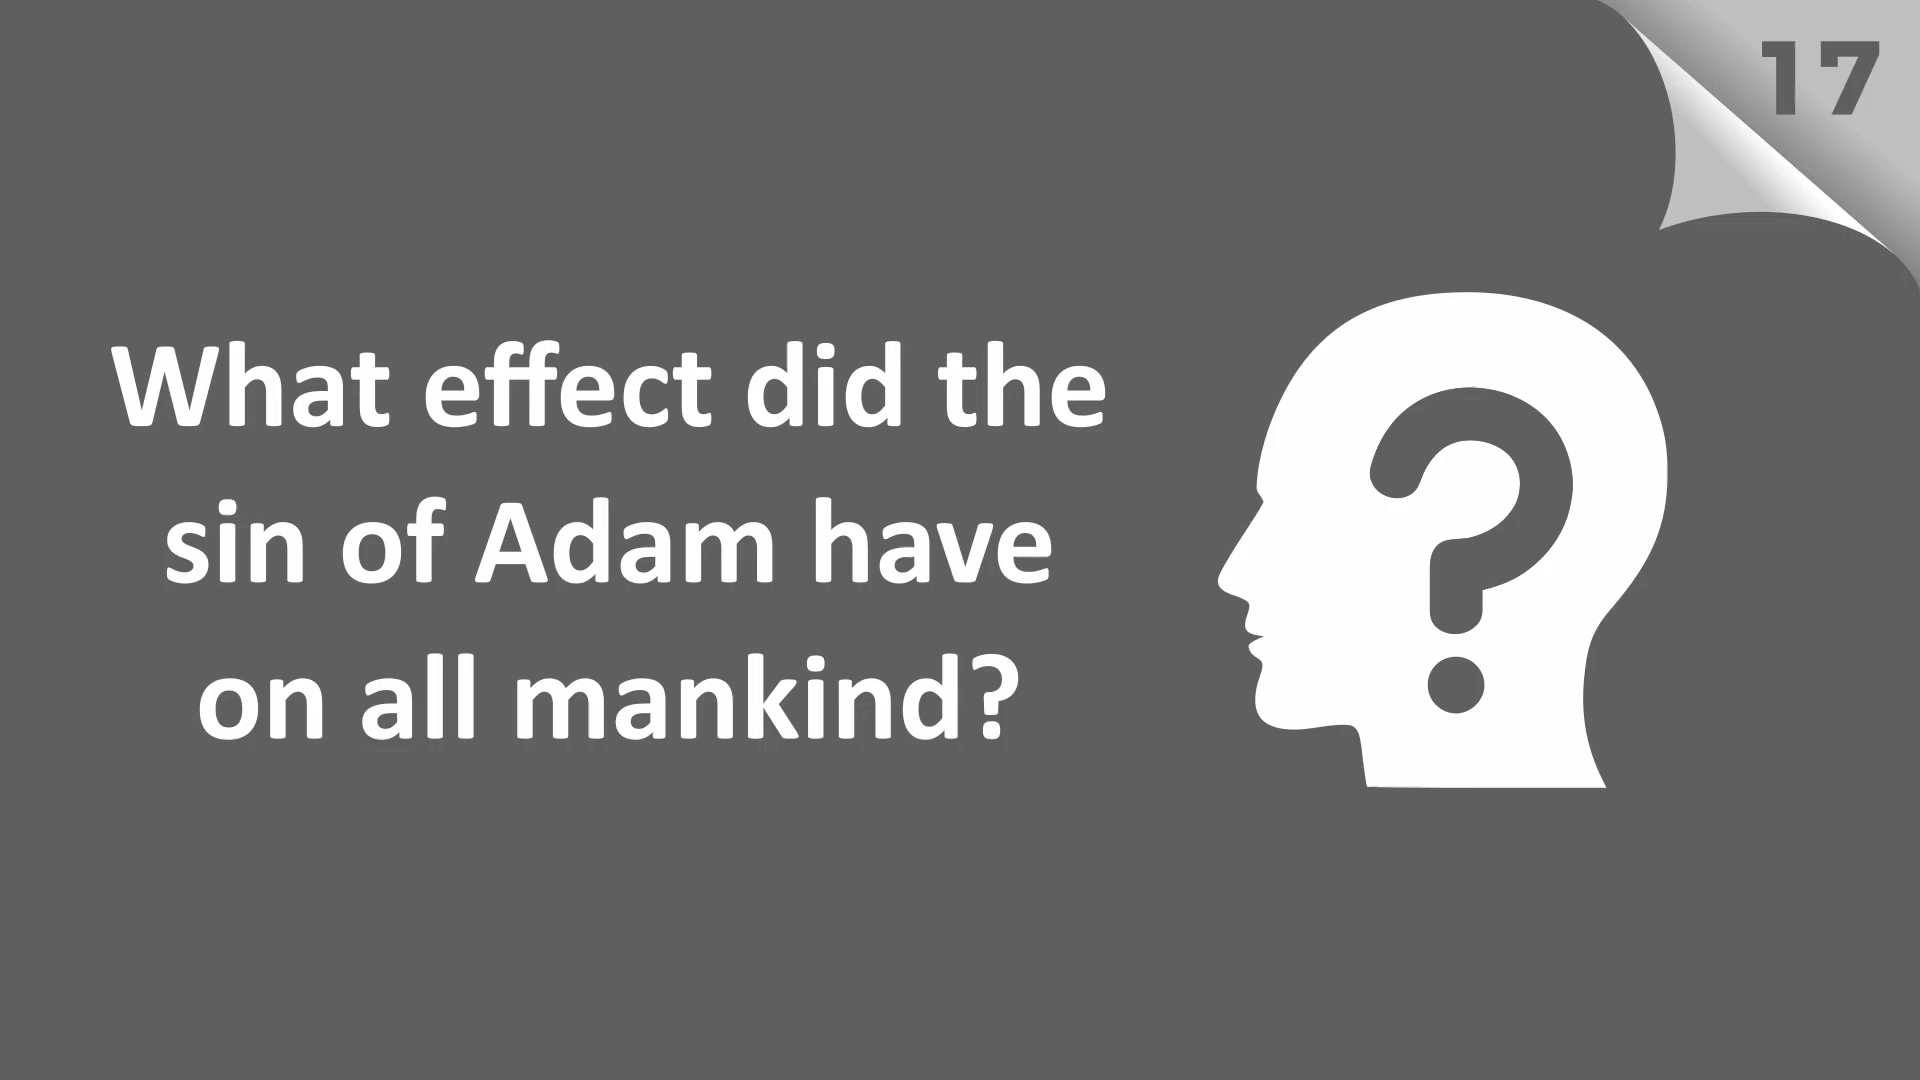 17
What effect did the
sin of Adam have
on all mankind?
?